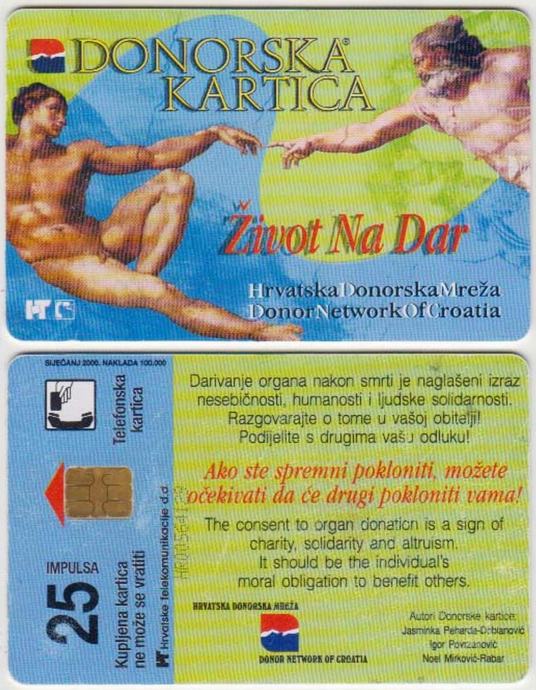 DONORSKA
KARTICA
Život Na Dar
HrvatskaDonorskaMreža
DonorNetworkOfCroatia
HT
SIJEČANJ 2000. NAKLADA 100.000
Telefonska
kartica
25 IMPULSA
Kupljena kartica
ne može se vratiti
HT Hrvatske telekomunikacije d.d.
Darivanje organa nakon smrti je naglašeni izraz
nesebičnosti, humanosti i ljudske solidarnosti.
Razgovarajte o tome u vašoj obitelji!
Podijelite s drugima vašu odluku!
Ako ste spremni pokloniti, možete
očekivati da će drugi pokloniti vama!
The consent to organ donation is a sign of
charity, solidarity and altruism.
It should be the individual's
moral obligation to benefit others.
HRVATSKA DONORSKA MREŽA
DONOR NETWORK OF CROATIA
Autori Donorske kartice:
Jasminka Peharda-Doblanović
Igor Povrzanović
Noel Mirković-Rabar